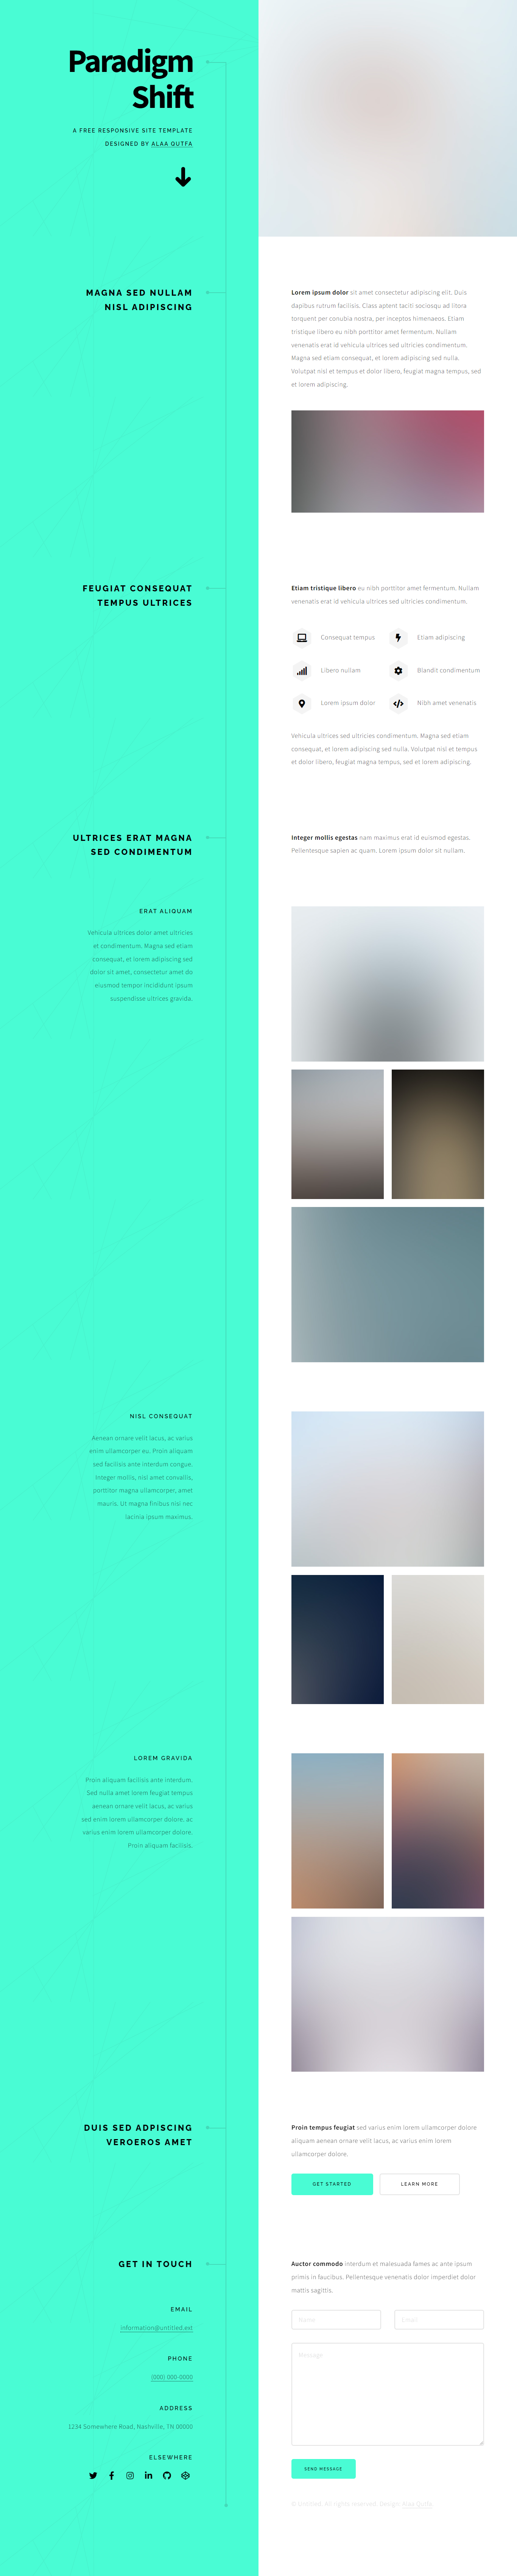 Paradigm
Shift
A FREE RESPONSIVE SITE TEMPLATE
DESIGNED BY ALAA QUTFA
MAGNA SED NULLAM
NISL ADIPISCING
Lorem ipsum dolor sit amet consectetur adipiscing elit. Duis
dapibus rutrum facilisis. Class aptent taciti sociosqu ad litora
torquent per conubia nostra, per inceptos himenaeos. Etiam
tristique libero eu nibh porttitor amet fermentum. Nullam
venenatis erat id vehicula ultrices sed ultricies condimentum.
Magna sed etiam consequat, et lorem adipiscing sed nulla.
Volutpat nisl et tempus et dolor libero, feugiat magna tempus, sed
et lorem adipiscing.
FEUGIAT CONSEQUAT
TEMPUS ULTRICES
Etiam tristique libero eu nibh porttitor amet fermentum. Nullam
venenatis erat id vehicula ultrices sed ultricies condimentum.
Consequat tempus
Etiam adipiscing
Libero nullam
Blandit condimentum
Lorem ipsum dolor
Nibh amet venenatis
Vehicula ultrices sed ultricies condimentum. Magna sed etiam
consequat, et lorem adipiscing sed nulla. Volutpat nisl et tempus
et dolor libero, feugiat magna tempus, sed et lorem adipiscing.
ULTRICES ERAT MAGNA
SED CONDIMENTUM
Integer mollis egestas nam maximus erat id euismod egestas.
Pellentesque sapien ac quam. Lorem ipsum dolor sit nullam.
ERAT ALIQUAM
Vehicula ultrices dolor amet ultricies
et condimentum. Magna sed etiam
consequat, et lorem adipiscing sed
dolor sit amet, consectetur amet do
eiusmod tempor incididunt ipsum
suspendisse ultrices gravida.
NISL CONSEQUAT
Aenean ornare velit lacus, ac varius
enim ullamcorper eu. Proin aliquam
sed facilisis ante interdum congue.
Integer mollis, nisl amet convallis,
porttitor magna ullamcorper, amet
mauris. Ut magna finibus nisi nec
lacinia ipsum maximus.
LOREM GRAVIDA
Proin aliquam facilisis ante interdum.
Sed nulla amet lorem feugiat tempus
aenean ornare velit lacus, ac varius
sed enim lorem ullamcorper dolore. ac
varius enim lorem ullamcorper dolore.
Proin aliquam facilisis.
DUIS SED ADPISCING
VEROEROS AMET
Proin tempus feugiat sed varius enim lorem ullamcorper dolore
aliquam aenean ornare velit lacus, ac varius enim lorem
ullamcorper dolore.
GET STARTED
LEARN MORE
GET IN TOUCH
Auctor commodo interdum et malesuada fames ac ante ipsum
primis in faucibus. Pellentesque venenatis dolor imperdiet dolor
mattis sagittis.
EMAIL
information@untitled.ext
PHONE
(000) 000-0000
ADDRESS
1234 Somewhere Road, Nashville, TN 00000
ELSEWHERE
Name
Email
Message
SEND MESSAGE
© Untitled. All rights reserved. Design: Alaa Qutfa